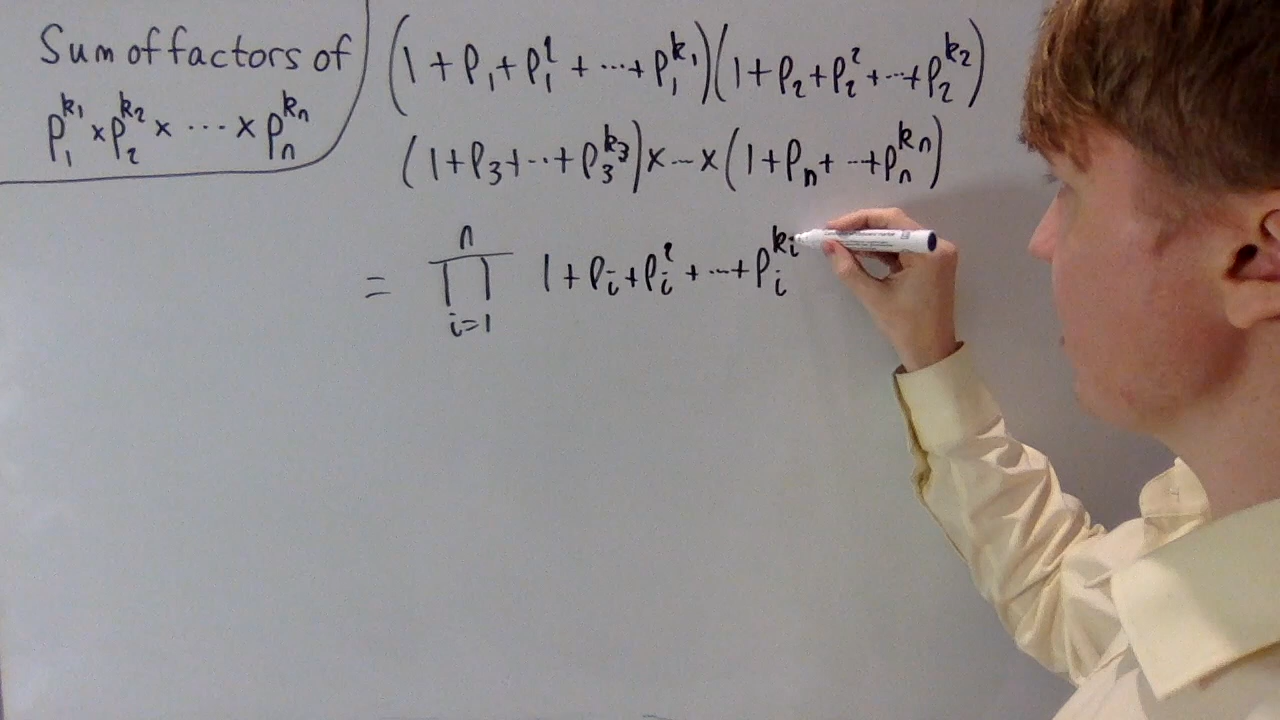 Sum of factors of
p₁^k₁ × p₂^k₂ × ⋯ × pₙ^kₙ
(1 + p₁ + p₁² + ⋯ + p₁^k₁)(1 + p₂ + p₂² + ⋯ + p₂^k₂)
(1 + p₃ + ⋯ + p₃^k₃) × ⋯ × (1 + pₙ + ⋯ + pₙ^kₙ)
= ∏_{i=1}^{n} 1 + pᵢ + pᵢ² + ⋯ + pᵢ^kᵢ